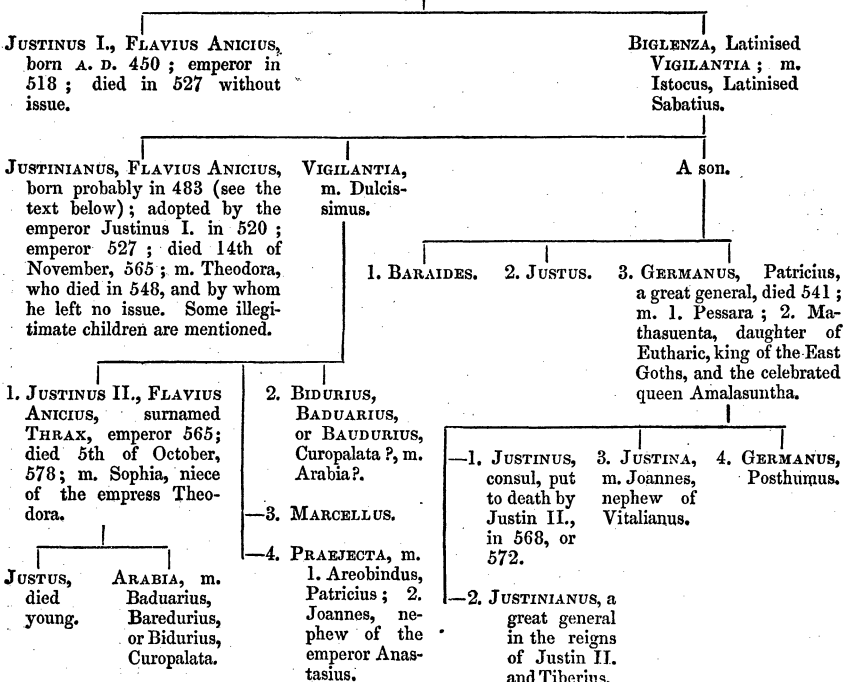 JUSTINUS I., FLAVIUS ANICIUS,
born A. D. 450 ; emperor in
518 ; died in 527 without
issue.
BIGLENZA, Latinised
VIGILANTIA ; m.
Istocus, Latinised
Sabatius.
JUSTINIANUS, FLAVIUS ANICIUS,
born probably in 483 (see the
text below) ; adopted by the
emperor Justinus I. in 520 ;
emperor 527 ; died 14th of
November, 565 ; m. Theodora,
who died in 548, and by whom
he left no issue. Some illegi-
timate children are mentioned.
VIGILANTIA,
m. Dulcis-
simus.
A son.
1. BARAIDES.
2. JUSTUS.
3. GERMANUS, Patricius,
a great general, died 541 ;
m. 1. Pessara ; 2. Ma-
thasuenta, daughter of
Eutharic, king of the East
Goths, and the celebrated
queen Amalasuntha.
1. JUSTINUS II., FLAVIUS
ANICIUS, surnamed
THRAX, emperor 565;
died 5th of October,
578; m. Sophia, niece
of the empress Theo-
dora.
2. BIDURIUS,
BADUARIUS,
or BAUDURIUS,
Curopalata ?, m.
Arabia ?.
3. MARCELLUS.
4. PRAEJECTA, m.
1. Areobindus,
Patricius ; 2.
Joannes, ne-
phew of the
emperor Anas-
tasius.
JUSTUS,
died
young.
ARABIA, m.
Baduarius,
Baredurius,
or Bidurius,
Curopalata.
1. JUSTINUS,
consul, put
to death by
Justin II.,
in 568, or
572.
2. JUSTINIANUS, a
great general
in the reigns
of Justin II.
and Tiberius.
3. JUSTINA,
m. Joannes,
nephew of
Vitalianus.
4. GERMANUS,
Posthumus.